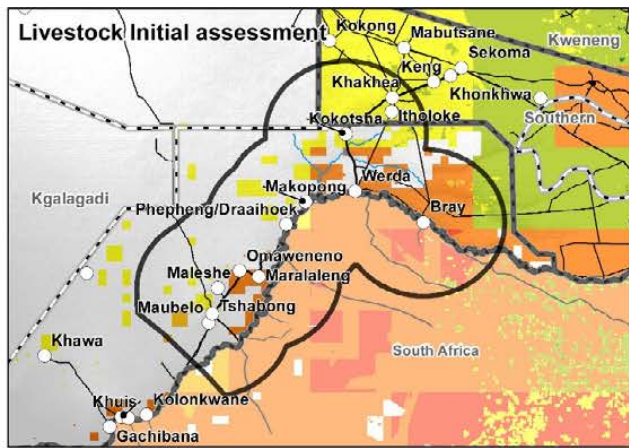 Livestock Initial assessment
Kokong
Mabutsane
Kweneng
Sekoma
Keng
Khakhea
Khonkhwa
Itholoke
Southern
Kokotsha
Kgalagadi
Makopong
Werda
Phepheng/Draaihoek
Bray
Omaweneno
Maleshe
Maralaleng
Maubelo
Tshabong
Khawa
South Africa
Khuis
Kolonkwane
Gachibana